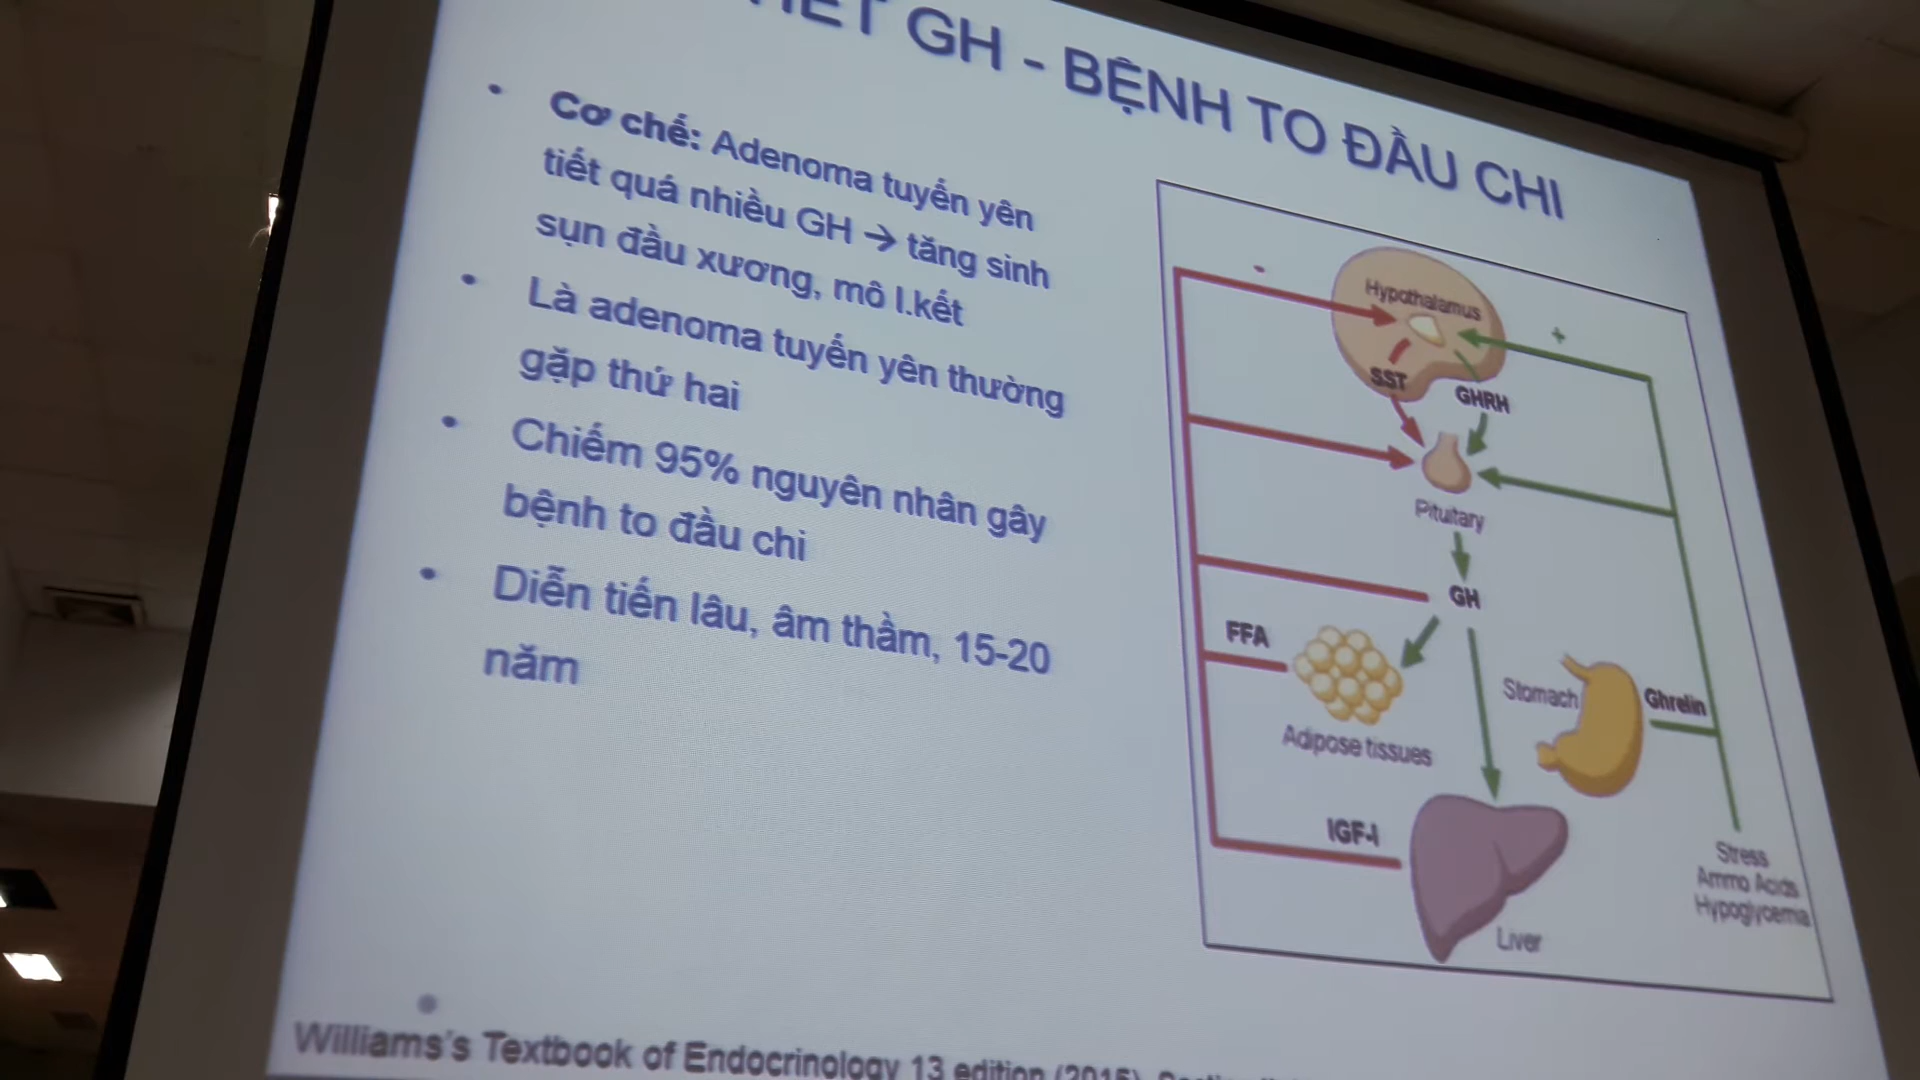 TIẾT GH - BỆNH TO ĐẦU CHI
• Cơ chế: Adenoma tuyến yên
tiết quá nhiều GH → tăng sinh
sụn đầu xương, mô l.kết
• Là adenoma tuyến yên thường
gặp thứ hai
• Chiếm 95% nguyên nhân gây
bệnh to đầu chi
• Diễn tiến lâu, âm thầm, 15-20
năm
-
Hypothalamus
+
SST
GHRH
Pituitary
GH
FFA
Adipose tissues
Stomach
Ghrelin
IGF-I
Liver
Stress
Amino Acids
Hypoglycemia
Williams's Textbook of Endocrinology 13 edition (2015),